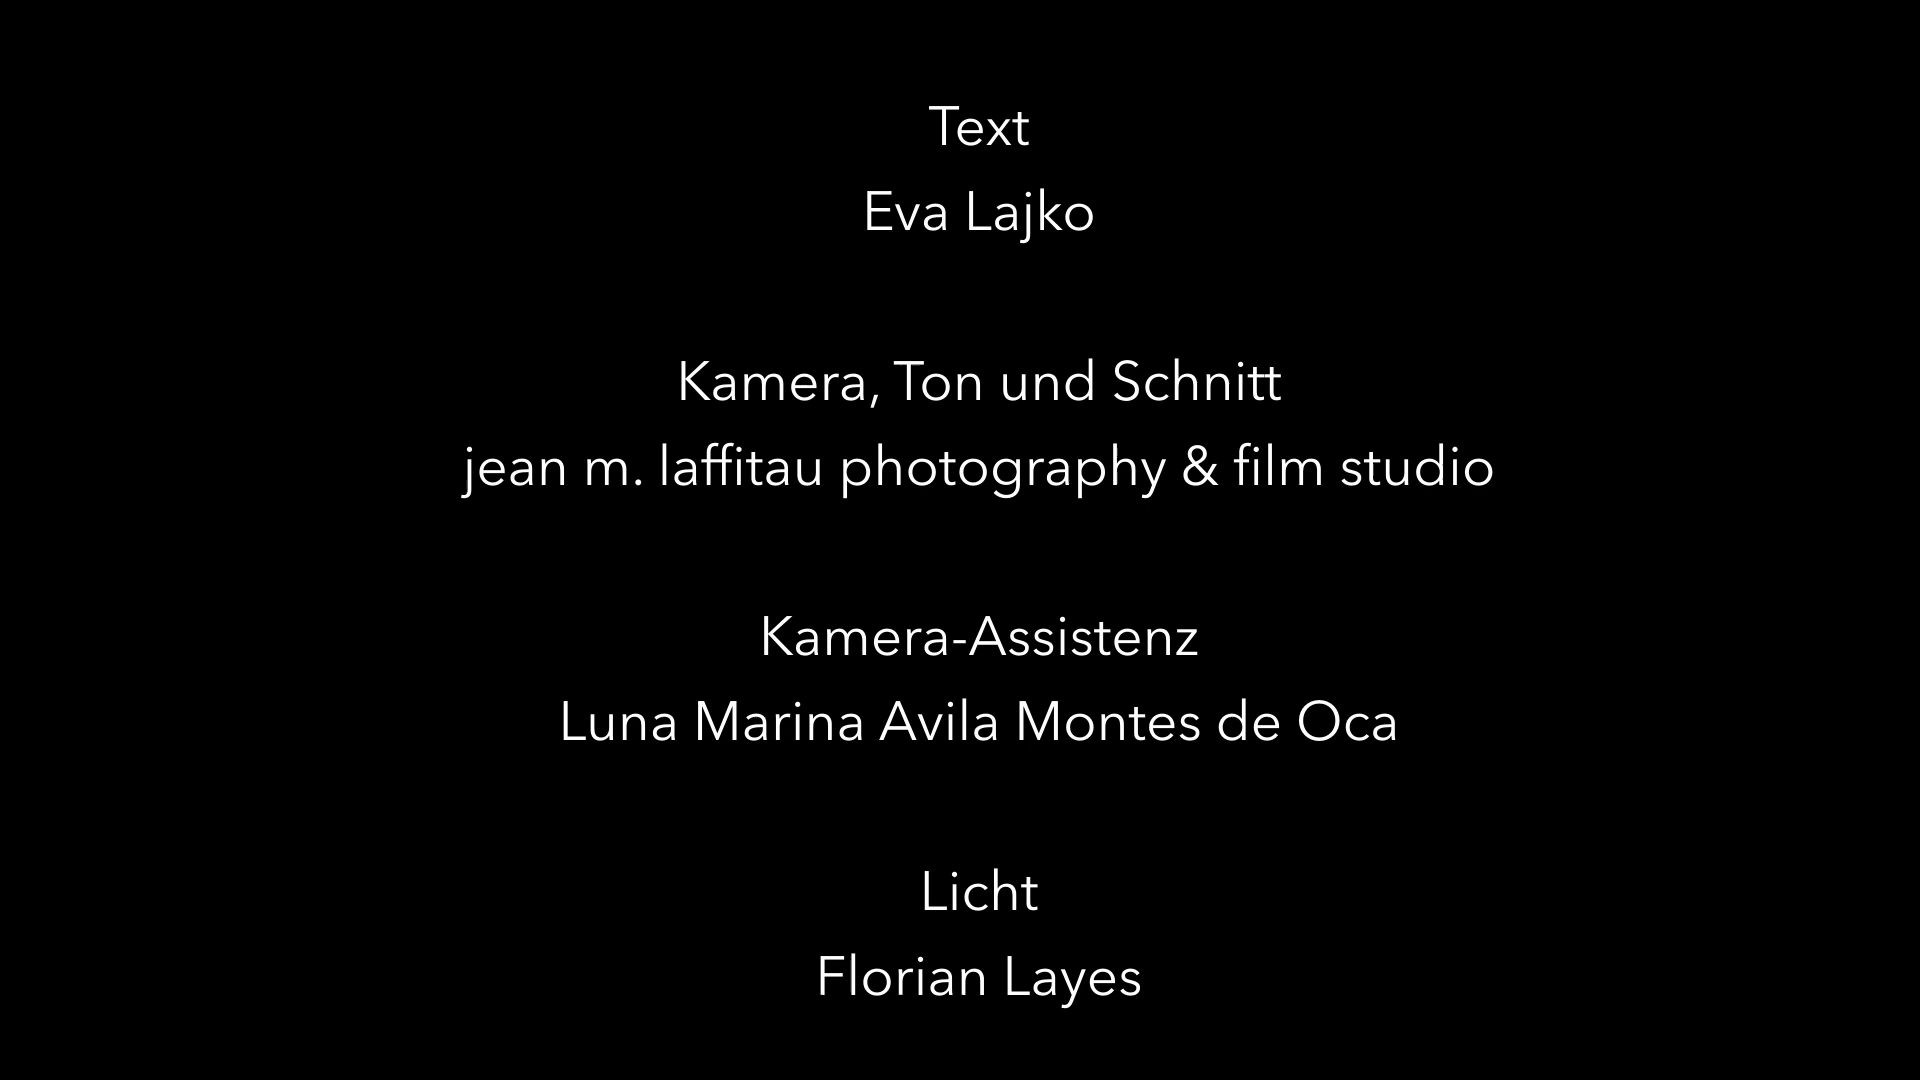 Text
Eva Lajko
Kamera, Ton und Schnitt
jean m. laffitau photography & film studio
Kamera-Assistenz
Luna Marina Avila Montes de Oca
Licht
Florian Layes